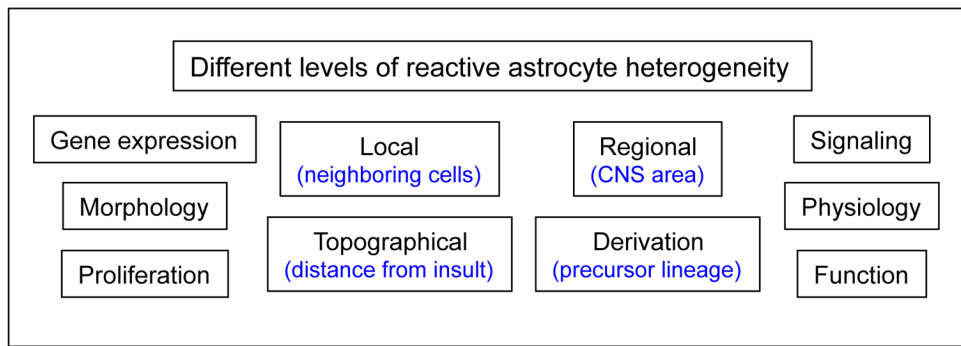 Different levels of reactive astrocyte heterogeneity
Gene expression
Morphology
Proliferation
Local
(neighboring cells)
Topographical
(distance from insult)
Regional
(CNS area)
Derivation
(precursor lineage)
Signaling
Physiology
Function